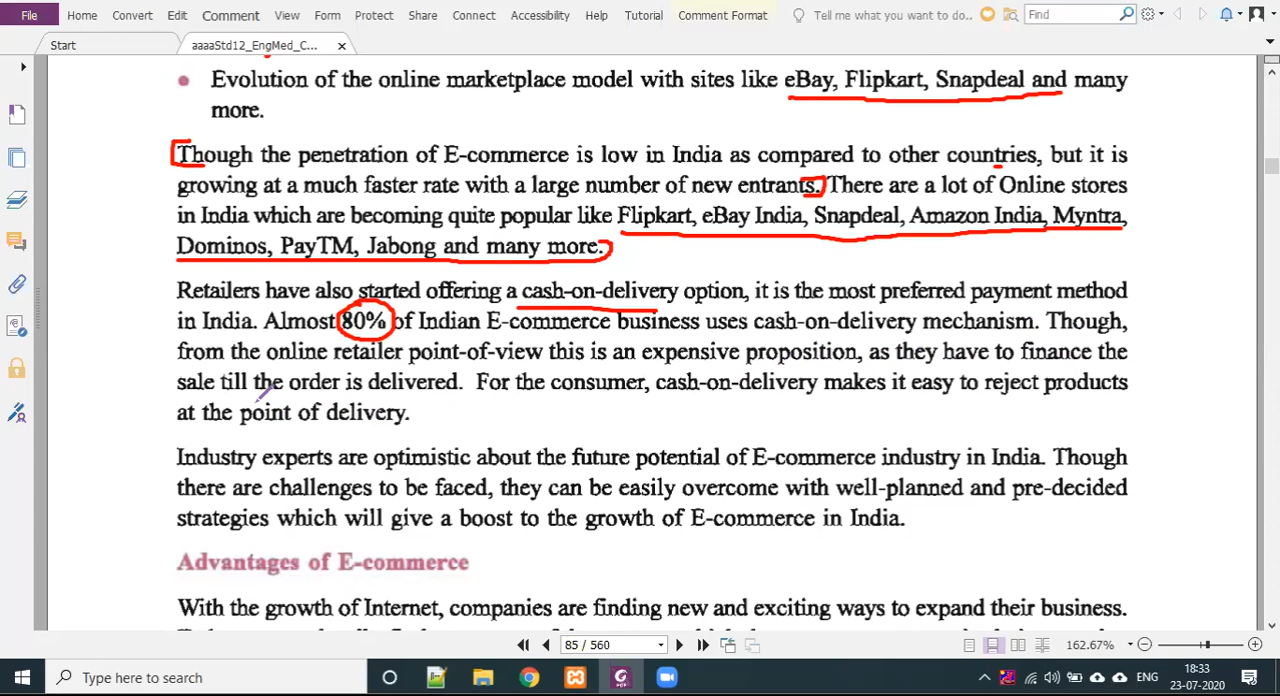 File Home Convert Edit Comment View Form Protect Share Connect Accessibility Help Tutorial Comment Format Tell me what you want to do.. Find
Start aaaaStd12_EngMed_C...
Evolution of the online marketplace model with sites like eBay, Flipkart, Snapdeal and many
more.
Though the penetration of E-commerce is low in India as compared to other countries, but it is
growing at a much faster rate with a large number of new entrants. There are a lot of Online stores
in India which are becoming quite popular like Flipkart, eBay India, Snapdeal, Amazon India, Myntra,
Dominos, PayTM, Jabong and many more.
Retailers have also started offering a cash-on-delivery option, it is the most preferred payment method
in India. Almost 80% of Indian E-commerce business uses cash-on-delivery mechanism. Though,
from the online retailer point-of-view this is an expensive proposition, as they have to finance the
sale till the order is delivered. For the consumer, cash-on-delivery makes it easy to reject products
at the point of delivery.
Industry experts are optimistic about the future potential of E-commerce industry in India. Though
there are challenges to be faced, they can be easily overcome with well-planned and pre-decided
strategies which will give a boost to the growth of E-commerce in India.
Advantages of E-commerce
With the growth of Internet, companies are finding new and exciting ways to expand their business.
85 / 560 162.67%
Type here to search ENG 18:33
23-07-2020